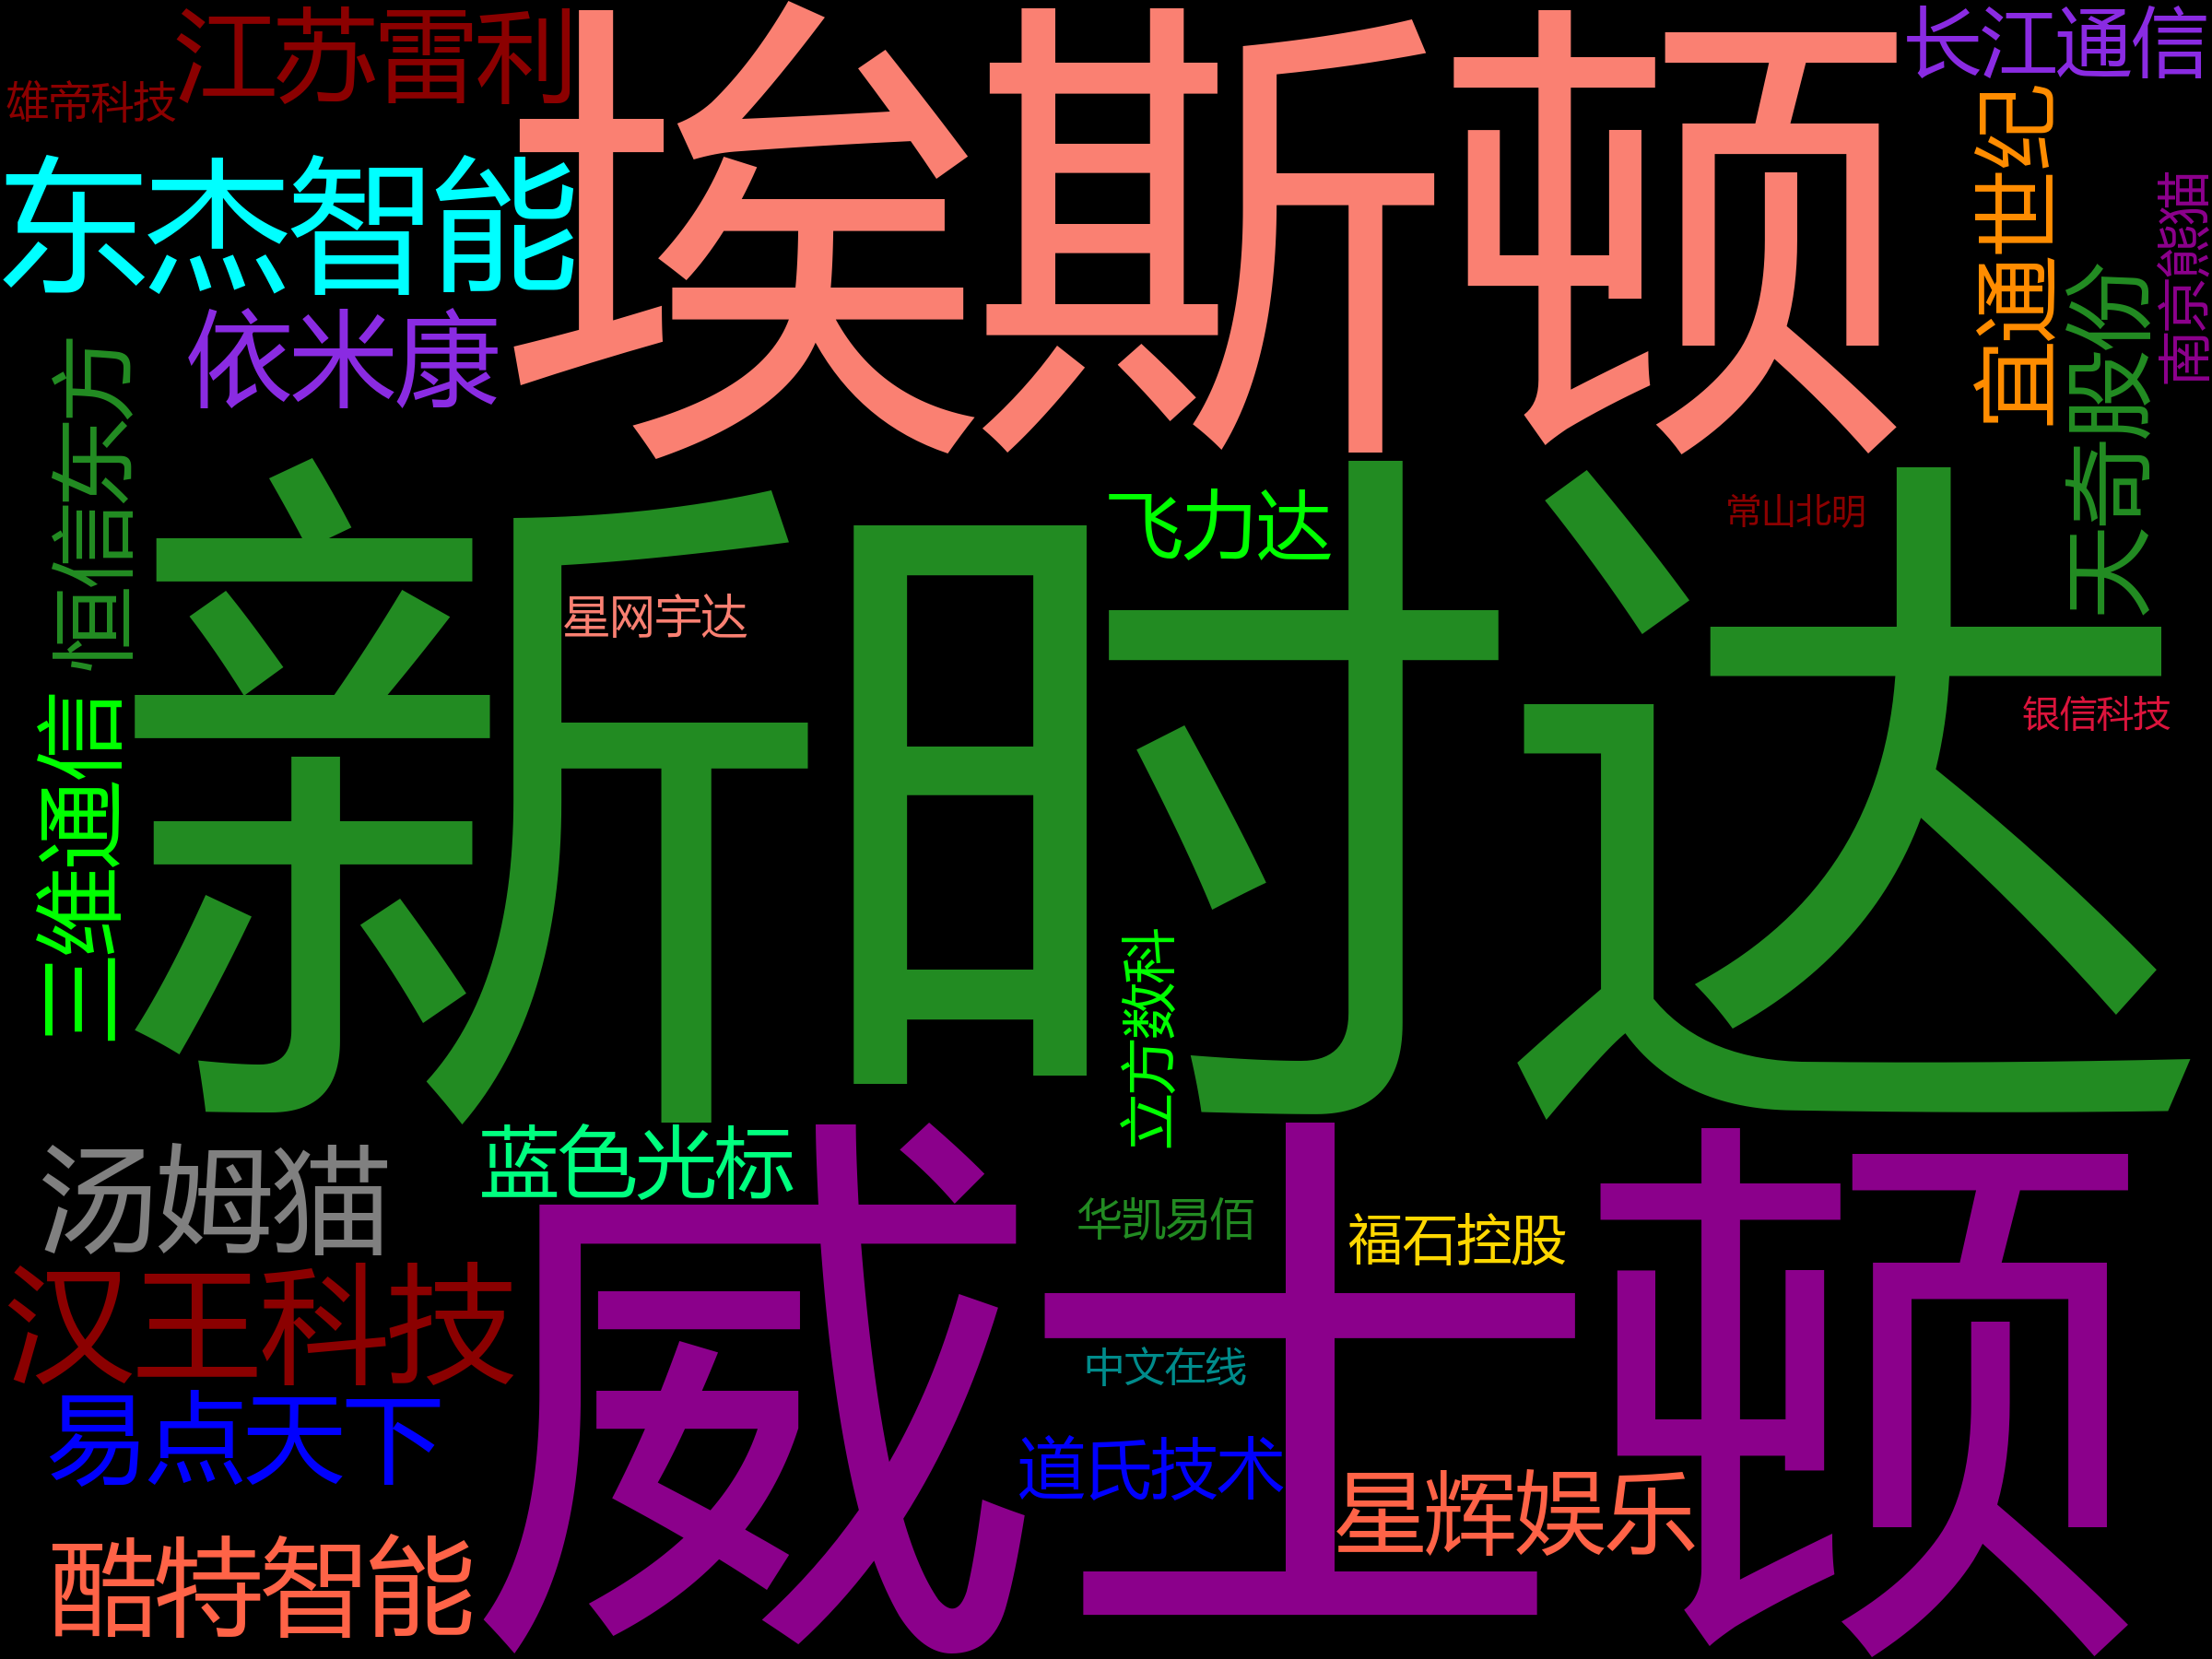 江苏雷利
维帝科技
埃斯顿
长江通信
直通世纪
南京熊猫
天奇股份
东杰智能
依米康
恒信东方
飞力达
常山北明
星网宇达
新时达
银信科技
三维通信
立方数科
汤姆猫
蓝色光标
华凯易佰
福石控股
汉王科技
威士顿
中文在线
易点天下
道氏技术
星辉娱乐
酷特智能